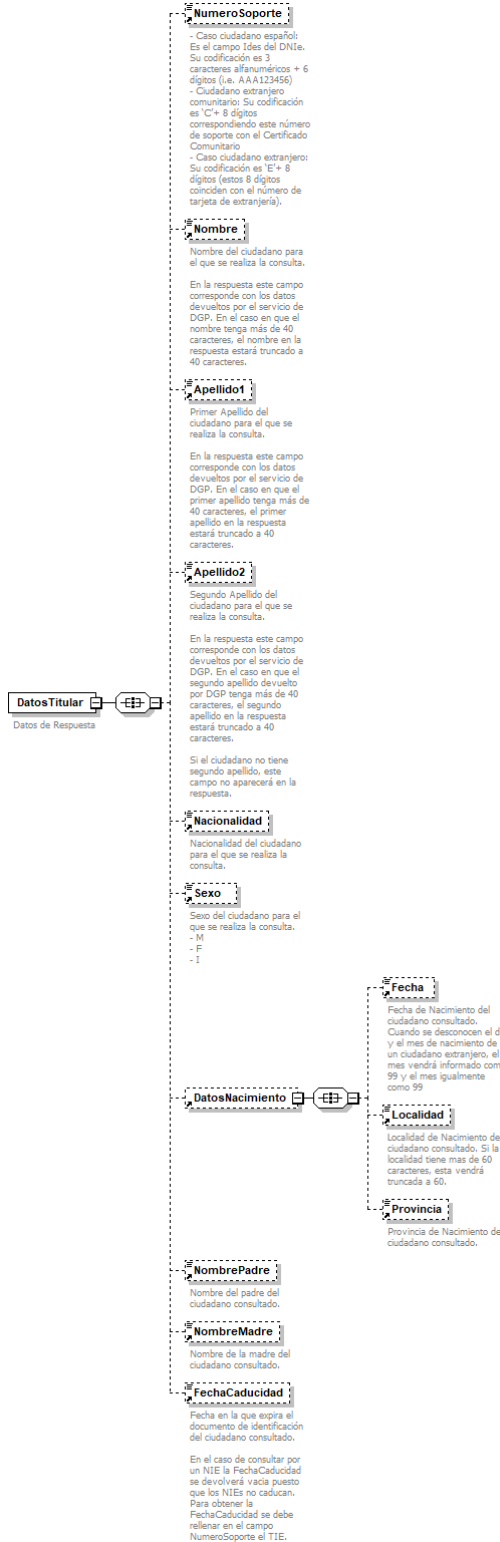 NumeroSoporte
- Caso ciudadano español:
Es el campo Ides del DNIe.
Su codificación es 3
caracteres alfanuméricos + 6
dígitos (i.e. AAA123456)
- Ciudadano extranjero
comunitario: Su codificación
es 'C'+ 8 dígitos
correspondiendo este número
de soporte con el Certificado
Comunitario
- Caso ciudadano extranjero:
Su codificación es 'E'+ 8
dígitos (estos 8 dígitos
coinciden con el número de
tarjeta de extranjería).
Nombre
Nombre del ciudadano para
el que se realiza la consulta.
En la respuesta este campo
corresponde con los datos
devueltos por el servicio de
DGP. En el caso en que el
nombre tenga más de 40
caracteres, el nombre en la
respuesta estará truncado a
40 caracteres.
Apellido1
Primer Apellido del
ciudadano para el que se
realiza la consulta.
En la respuesta este campo
corresponde con los datos
devueltos por el servicio de
DGP. En el caso en que el
primer apellido tenga más de
40 caracteres, el primer
apellido en la respuesta
estará truncado a 40
caracteres.
Apellido2
Segundo Apellido del
ciudadano para el que se
realiza la consulta.
En la respuesta este campo
corresponde con los datos
devueltos por el servicio de
DGP. En el caso en que el
segundo apellido devuelto
por DGP tenga más de 40
caracteres, el segundo
apellido en la respuesta
estará truncado a 40
caracteres.
Si el ciudadano no tiene
segundo apellido, este
campo no aparecerá en la
respuesta.
DatosTitular
Datos de Respuesta
Nacionalidad
Nacionalidad del ciudadano
para el que se realiza la
consulta.
Sexo
Sexo del ciudadano para el
que se realiza la consulta.
- M
- F
- I
DatosNacimiento
Fecha
Fecha de Nacimiento del
ciudadano consultado.
Cuando se desconocen el d
y el mes de nacimiento de
un ciudadano extranjero, el
mes vendrá informado com
99 y el mes igualmente
como 99
Localidad
Localidad de Nacimiento de
ciudadano consultado. Si la
localidad tiene mas de 60
caracteres, esta vendrá
truncada a 60.
Provincia
Provincia de Nacimiento de
ciudadano consultado.
NombrePadre
Nombre del padre del
ciudadano consultado.
NombreMadre
Nombre de la madre del
ciudadano consultado.
FechaCaducidad
Fecha en la que expira el
documento de identificación
del ciudadano consultado.
En el caso de consultar por
un NIE la FechaCaducidad
se devolverá vacia puesto
que los NIEs no caducan.
Para obtener la
FechaCaducidad se debe
rellenar en el campo
NumeroSoporte el TIE.